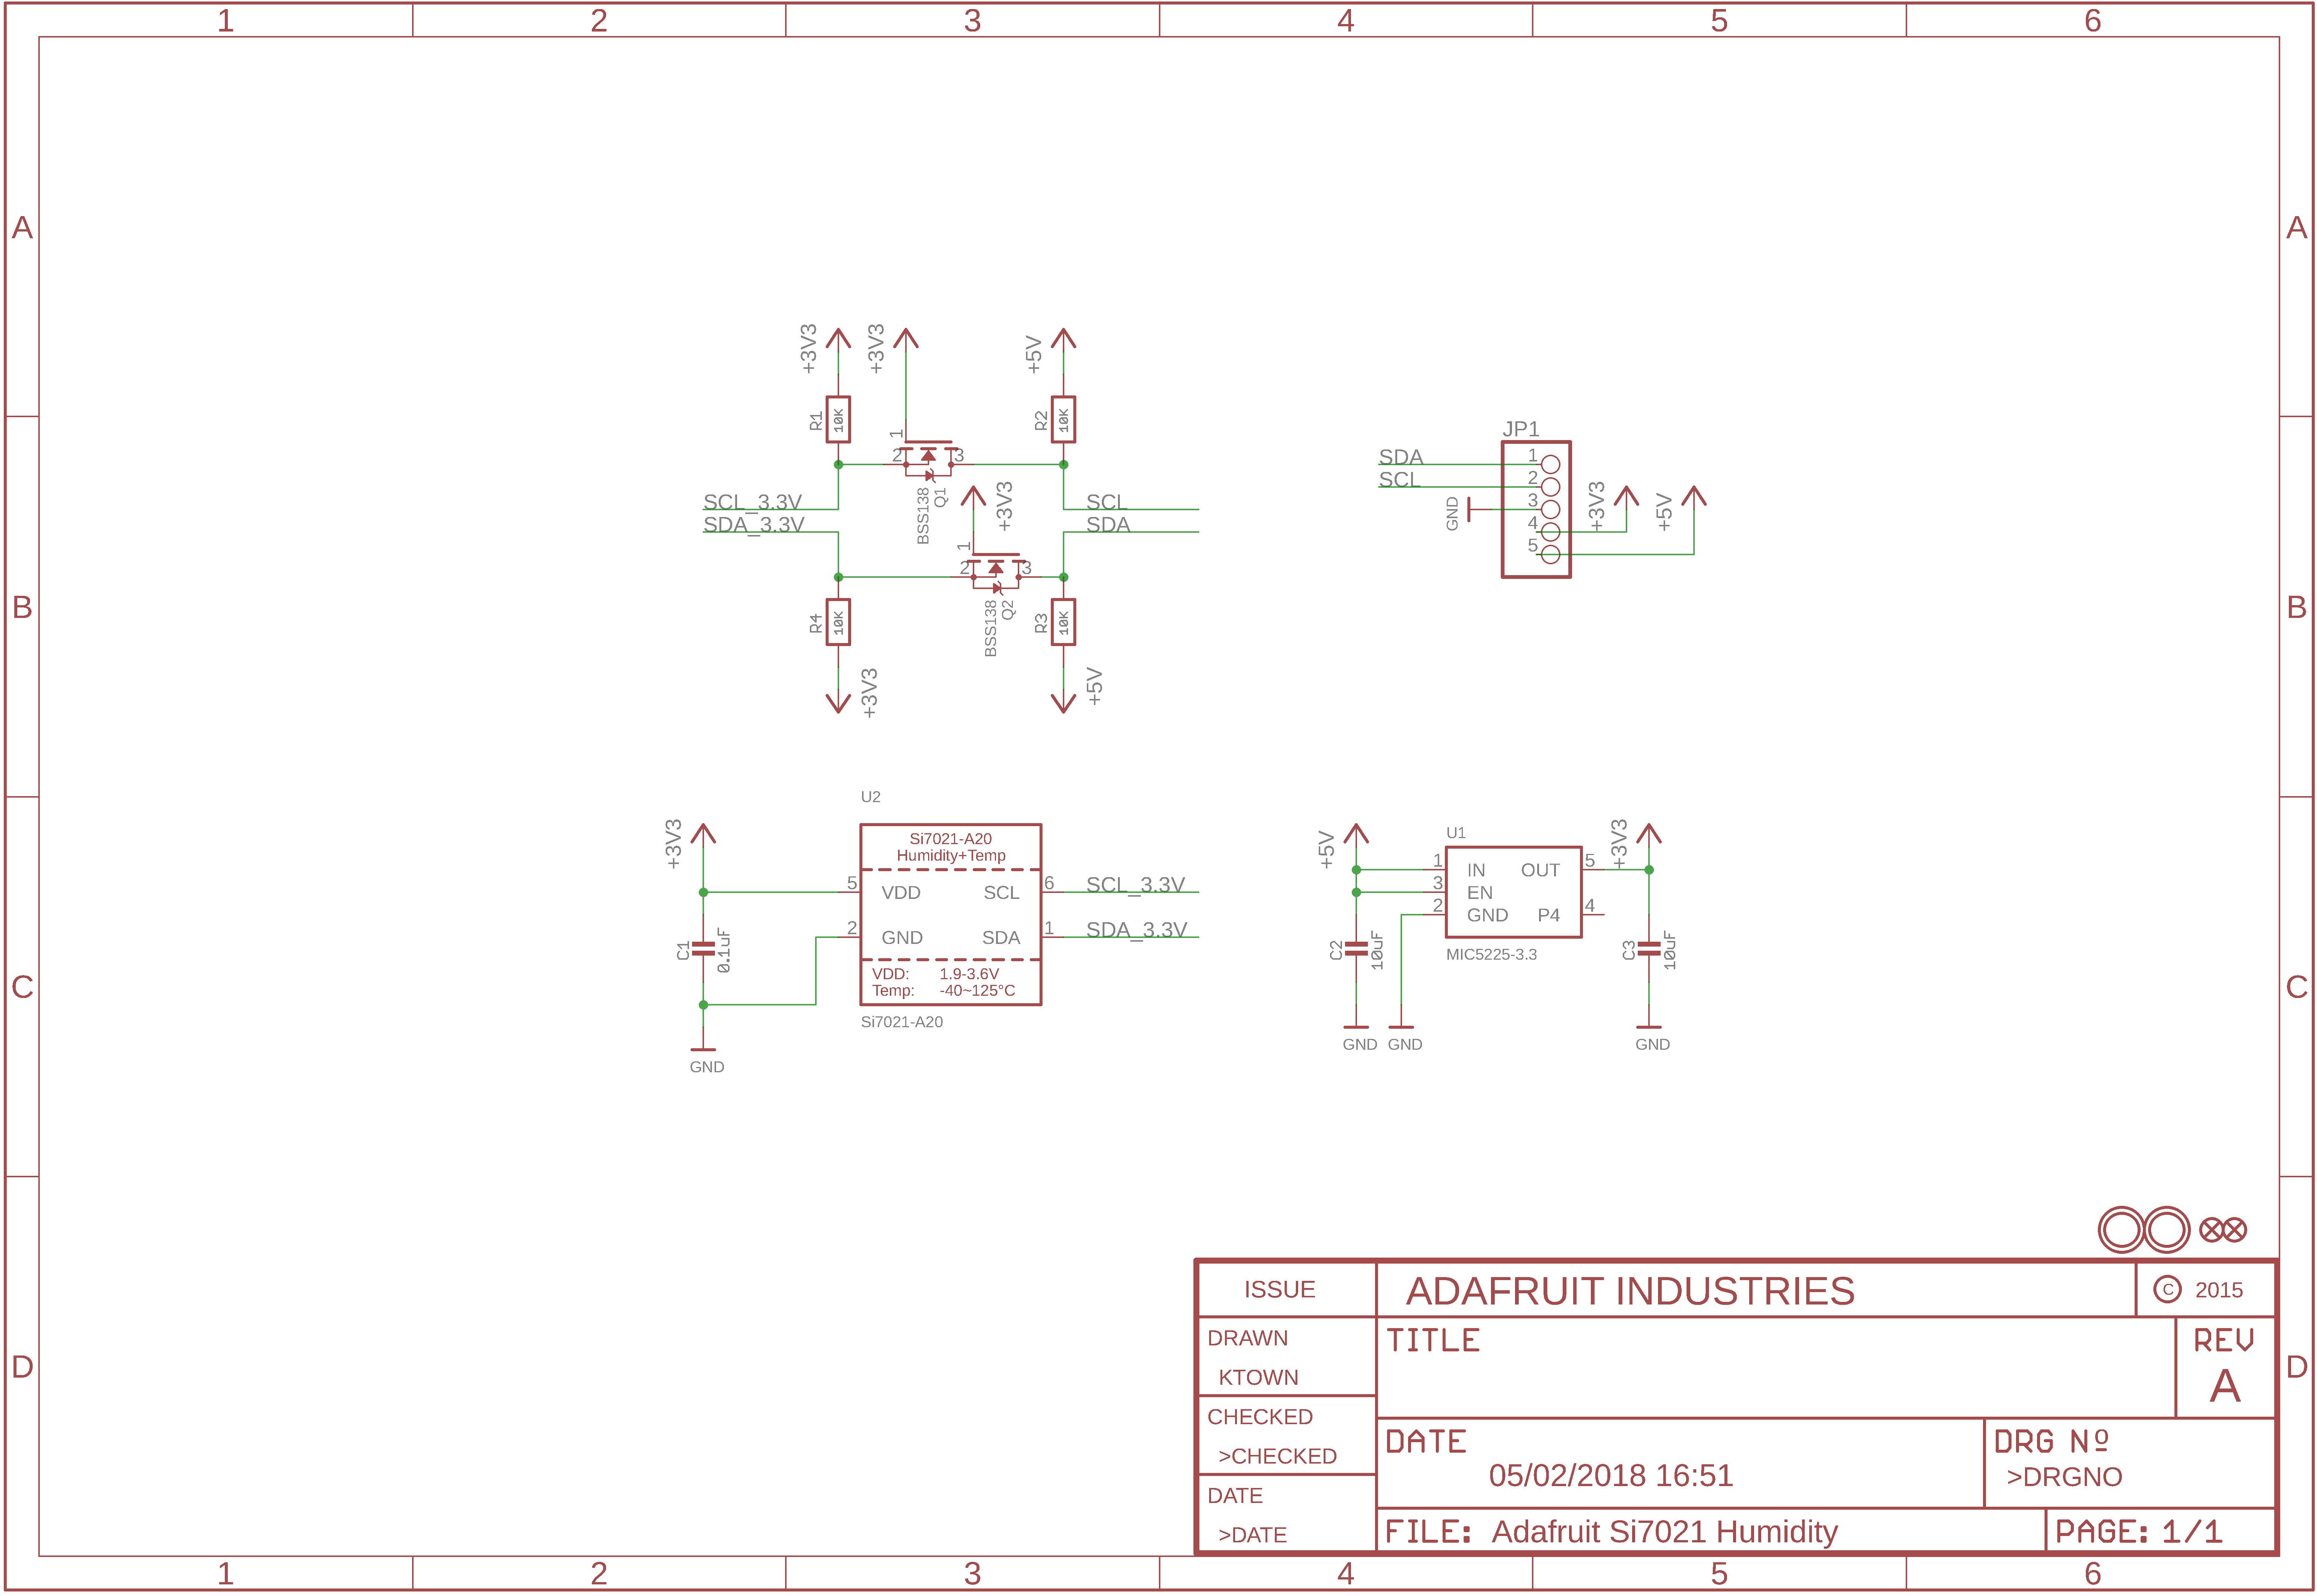 1 2 3 4 5 6
A A
+3V3 +3V3 +5V
R1 10K R2 10K
1
2 3
BSS138
Q1
SCL_3.3V SCL
SDA_3.3V SDA
+3V3
1
2 3
BSS138
Q2
R4 10K R3 10K
+3V3 +5V
JP1
SDA 1
SCL 2
GND 3
4 +3V3
5 +5V
B B
U2
Si7021-A20
Humidity+Temp
+3V3
5 VDD SCL 6 SCL_3.3V
2 GND SDA 1 SDA_3.3V
C1 0.1uF
VDD: 1.9-3.6V
Temp: -40~125°C
Si7021-A20
GND
U1
+5V +3V3
1 IN OUT 5
3 EN
2 GND P4 4
MIC5225-3.3
C2 10uF C3 10uF
GND GND GND
C C
ISSUE ADAFRUIT INDUSTRIES © 2015
DRAWN TITLE REV
KTOWN A
CHECKED
>CHECKED
DATE DRG Nº
05/02/2018 16:51 >DRGNO
DATE
>DATE
FILE: Adafruit Si7021 Humidity PAGE: 1/1
D D
1 2 3 4 5 6